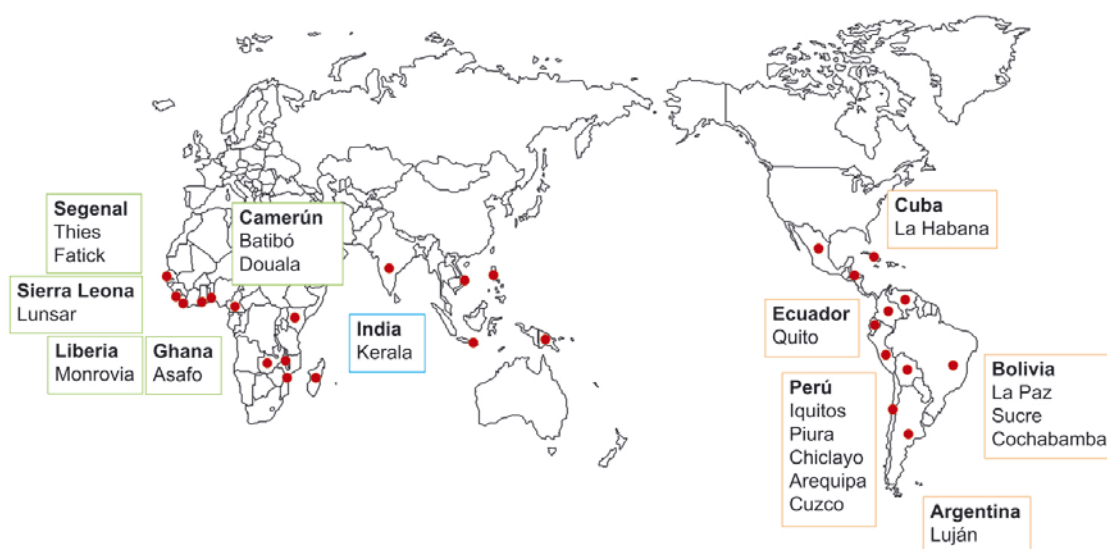 Segenal
Thies
Fatick
Camerún
Batibó
Douala
Sierra Leona
Lunsar
Liberia
Monrovia
Ghana
Asafo
India
Kerala
Cuba
La Habana
Ecuador
Quito
Perú
Iquitos
Piura
Chiclayo
Arequipa
Cuzco
Bolivia
La Paz
Sucre
Cochabamba
Argentina
Luján